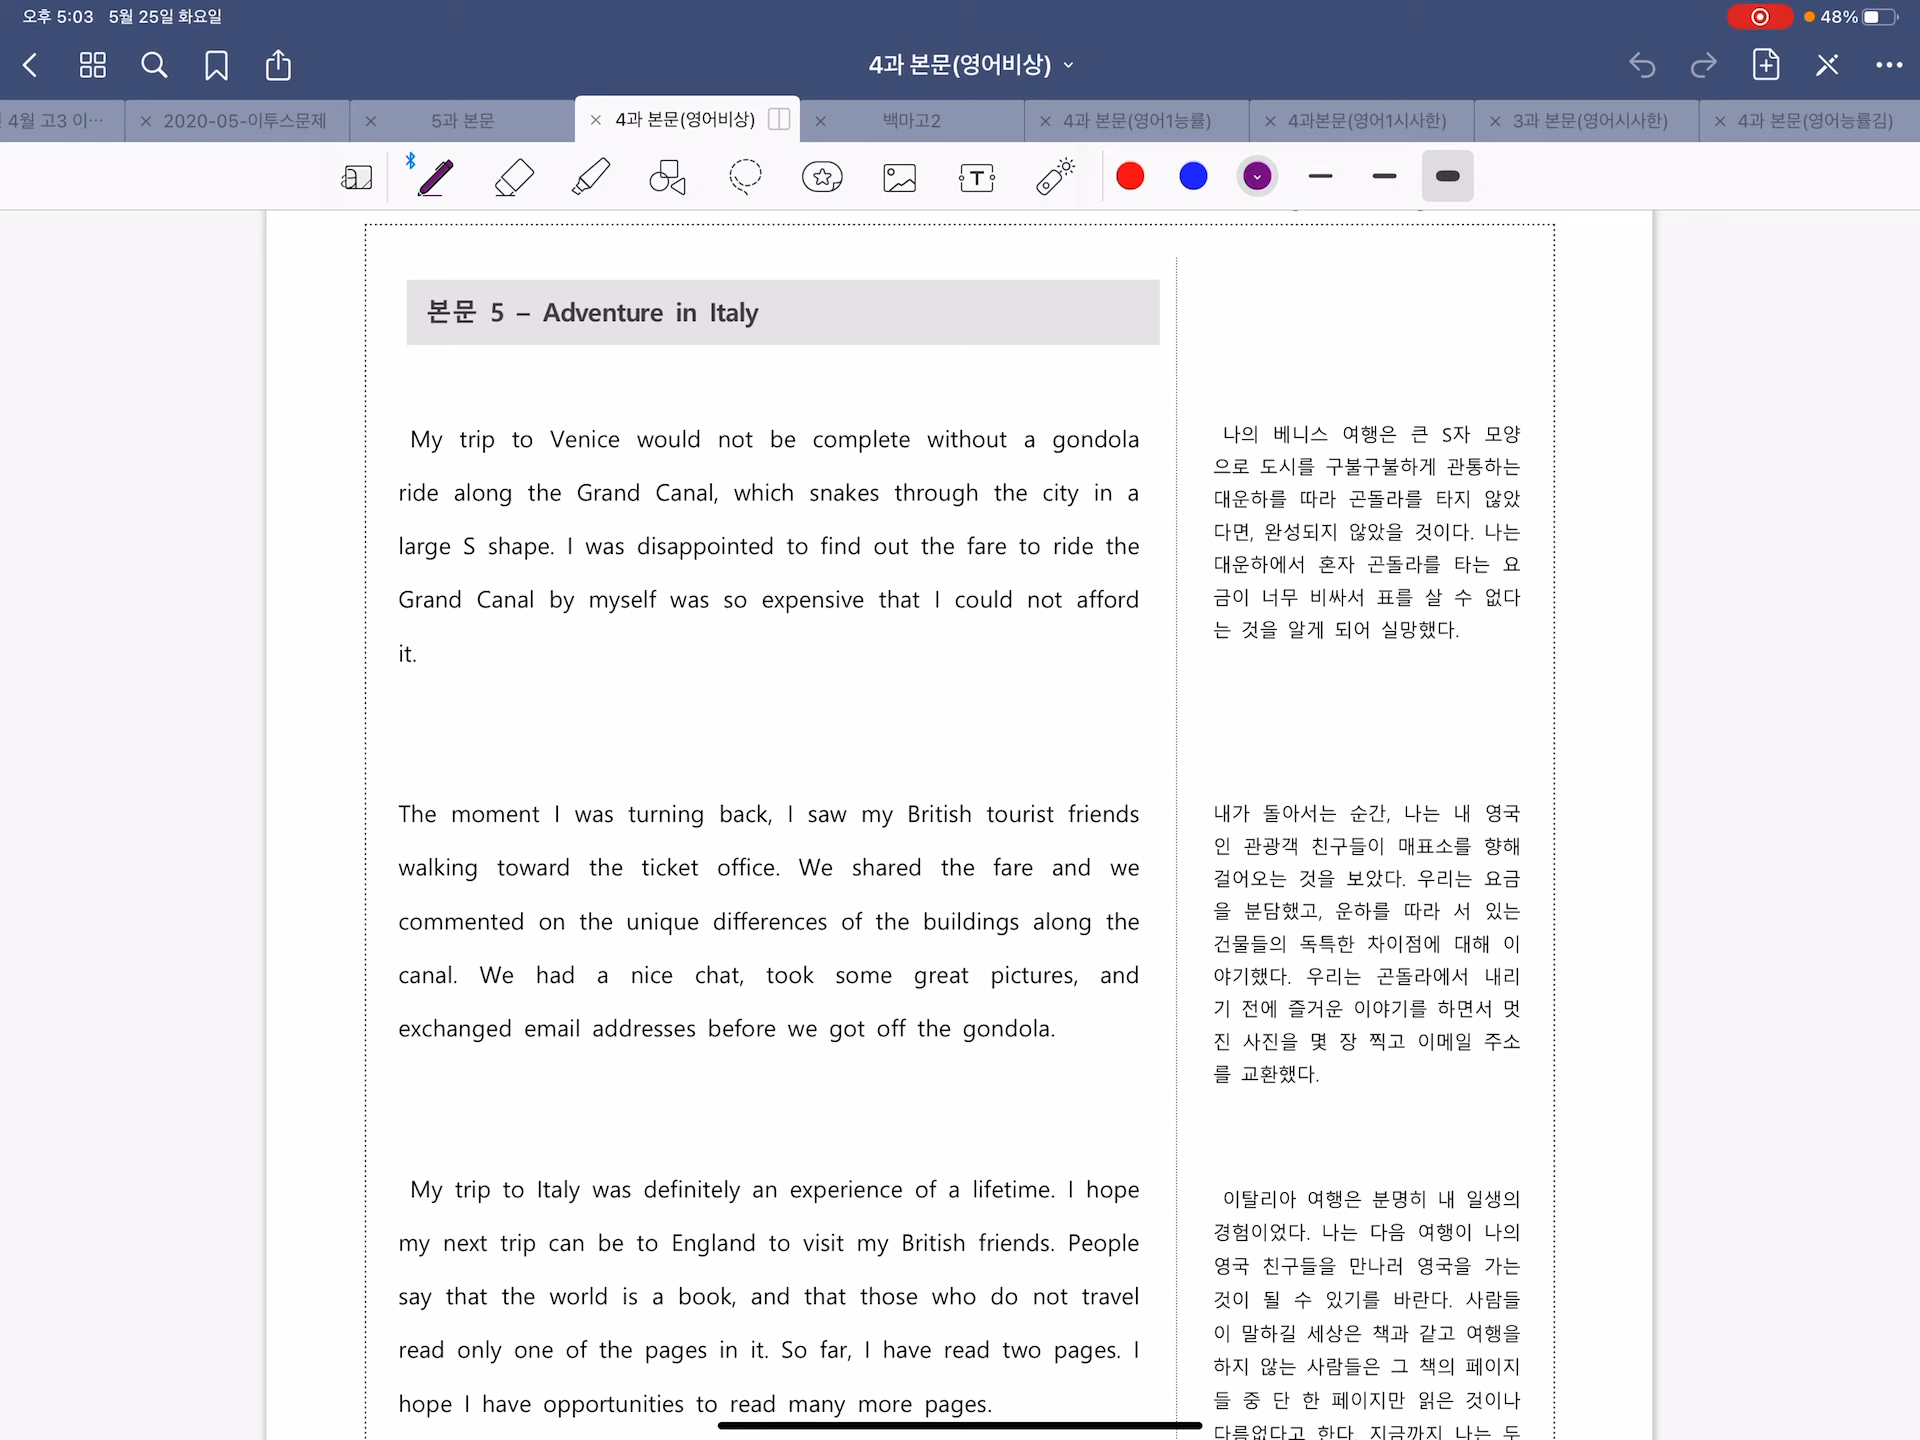 오후 5:03 5월 25일 화요일
48%
4과 본문(영어비상)
4월 고3 이…
2020-05-이투스문제
5과 본문
4과 본문(영어비상)
백마고2
4과 본문(영어1능률)
4과본문(영어1시사한)
3과 본문(영어시사한)
4과 본문(영어능률김)
본문 5 – Adventure in Italy
My trip to Venice would not be complete without a gondola
ride along the Grand Canal, which snakes through the city in a
large S shape. I was disappointed to find out the fare to ride the
Grand Canal by myself was so expensive that I could not afford
it.
The moment I was turning back, I saw my British tourist friends
walking toward the ticket office. We shared the fare and we
commented on the unique differences of the buildings along the
canal. We had a nice chat, took some great pictures, and
exchanged email addresses before we got off the gondola.
My trip to Italy was definitely an experience of a lifetime. I hope
my next trip can be to England to visit my British friends. People
say that the world is a book, and that those who do not travel
read only one of the pages in it. So far, I have read two pages. I
hope I have opportunities to read many more pages.
나의 베니스 여행은 큰 S자 모양
으로 도시를 구불구불하게 관통하는
대운하를 따라 곤돌라를 타지 않았
다면, 완성되지 않았을 것이다. 나는
대운하에서 혼자 곤돌라를 타는 요
금이 너무 비싸서 표를 살 수 없다
는 것을 알게 되어 실망했다.
내가 돌아서는 순간, 나는 내 영국
인 관광객 친구들이 매표소를 향해
걸어오는 것을 보았다. 우리는 요금
을 분담했고, 운하를 따라 서 있는
건물들의 독특한 차이점에 대해 이
야기했다. 우리는 곤돌라에서 내리
기 전에 즐거운 이야기를 하면서 멋
진 사진을 몇 장 찍고 이메일 주소
를 교환했다.
이탈리아 여행은 분명히 내 일생의
경험이었다. 나는 다음 여행이 나의
영국 친구들을 만나러 영국을 가는
것이 될 수 있기를 바란다. 사람들
이 말하길 세상은 책과 같고 여행을
하지 않는 사람들은 그 책의 페이지
들 중 단 한 페이지만 읽은 것이나
다름없다고 한다. 지금까지 나는 두